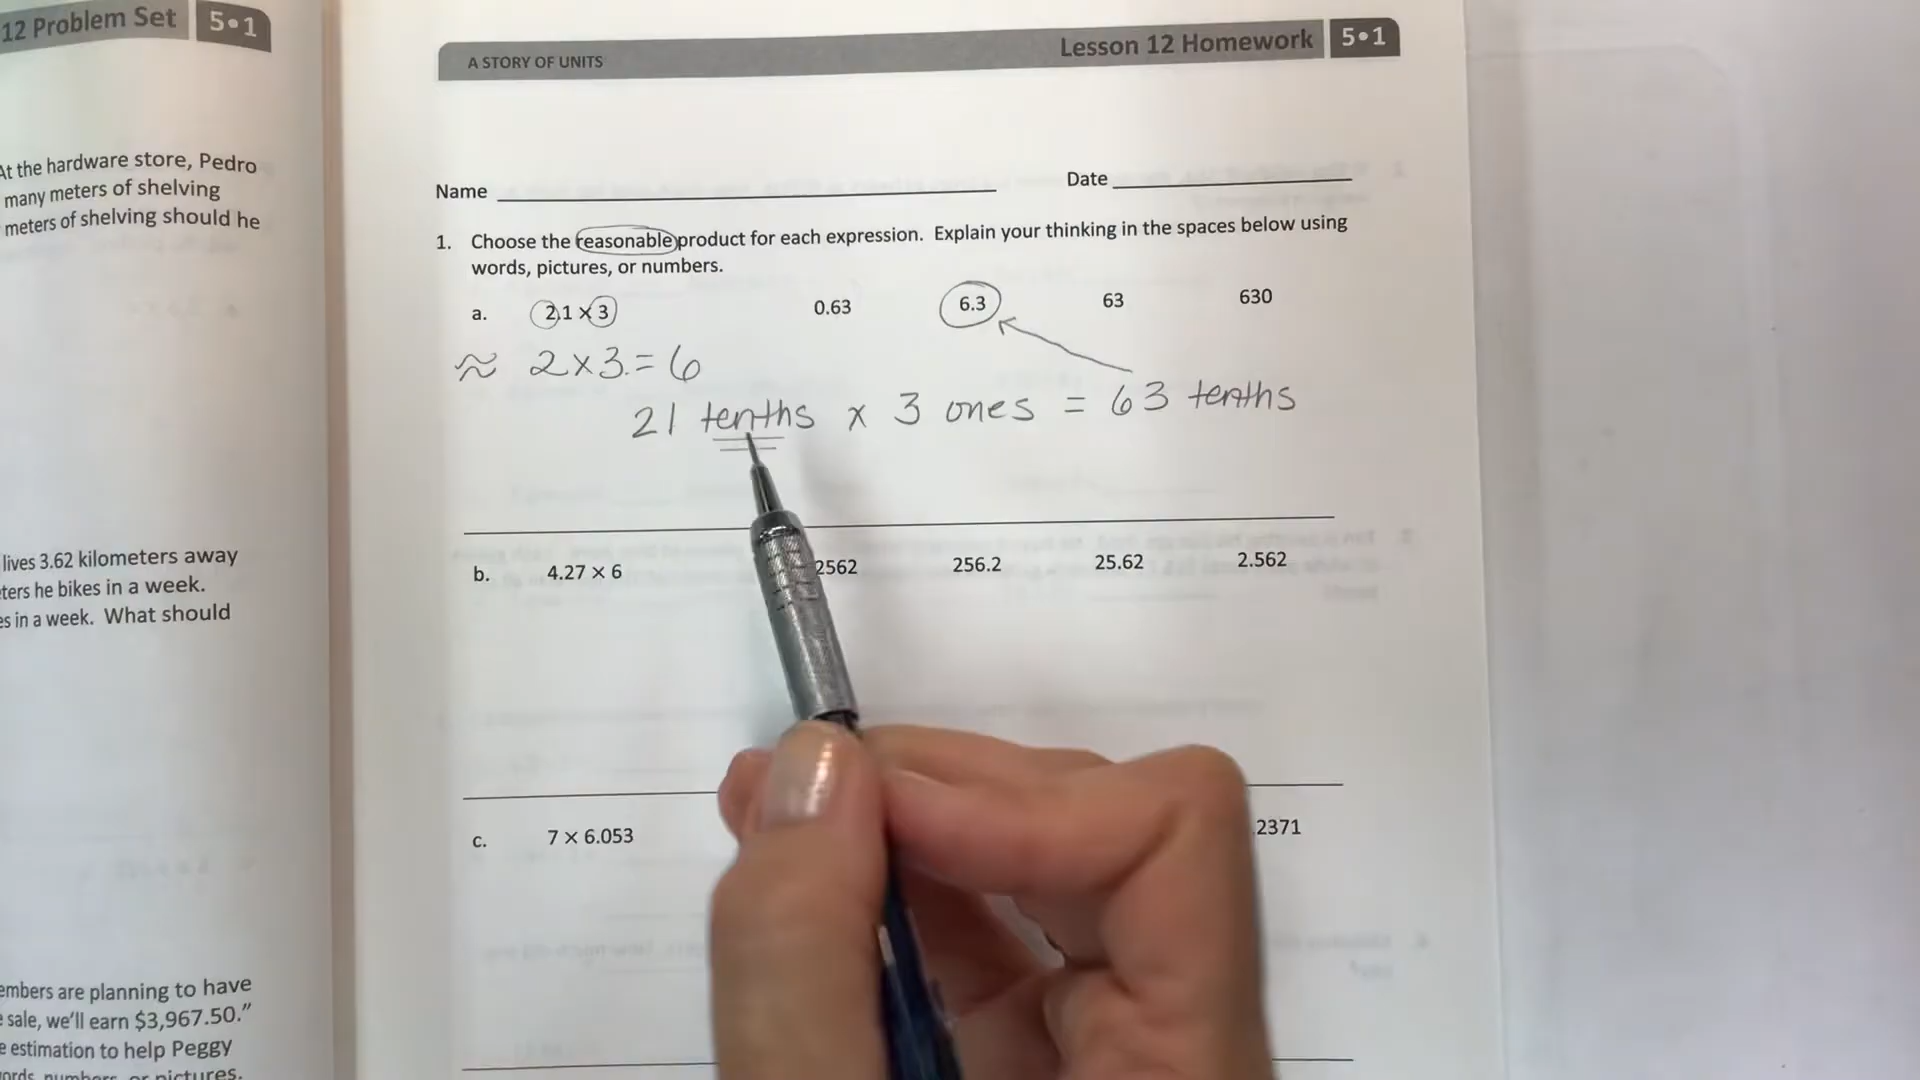 12 Problem Set 5•1
At the hardware store, Pedro
many meters of shelving
meters of shelving should he
lives 3.62 kilometers away
he bikes in a week.
in a week. What should
are planning to have
sale, we'll earn $3,967.50."
estimation to help Peggy
numbers, or pictures.
A STORY OF UNITS
Lesson 12 Homework 5•1
Name Date
1. Choose the reasonable product for each expression. Explain your thinking in the spaces below using
words, pictures, or numbers.
a. 2.1 × 3 0.63 6.3 63 630
≈ 2 × 3 = 6
21 tenths x 3 ones = 63 tenths
b. 4.27 × 6 2562 256.2 25.62 2.562
c. 7 × 6.053 .2371